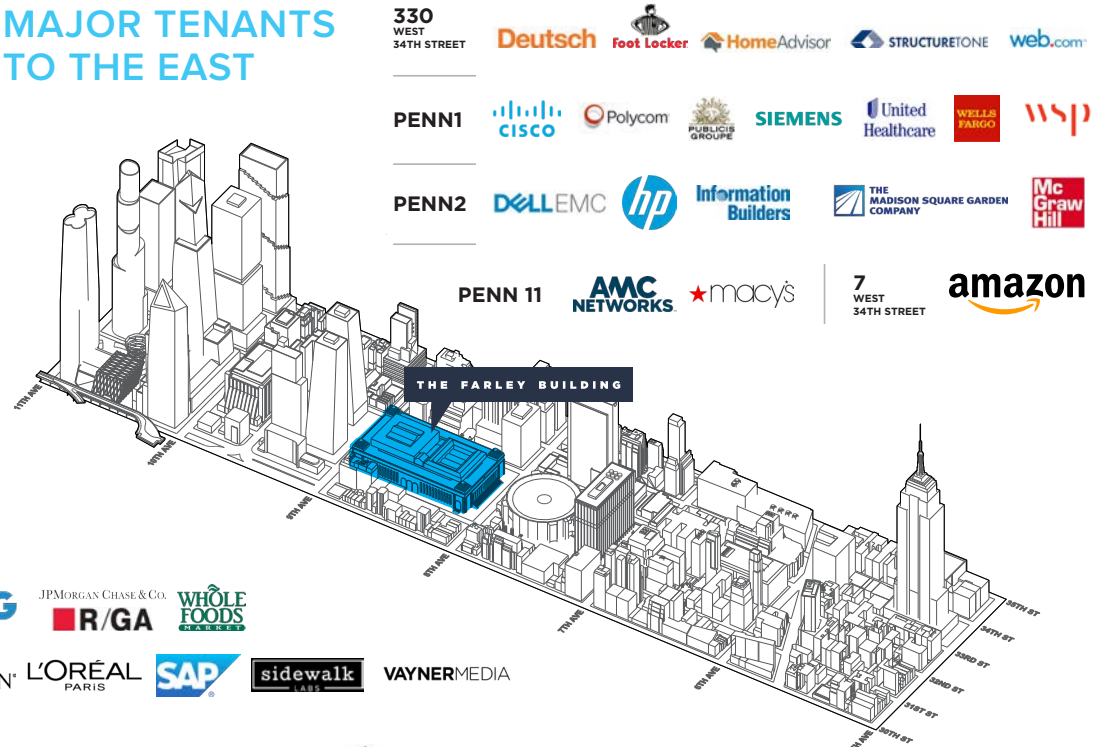 MAJOR TENANTS
TO THE EAST
330
WEST
34TH STREET
Deutsch
Foot Locker
HomeAdvisor
STRUCTURETONE
web.com
PENN1
CISCO
Polycom
PUBLICIS
GROUPE
SIEMENS
United
Healthcare
WELLS
FARGO
wsp
PENN2
DELLEMC
hp
Information
Builders
THE
MADISON SQUARE GARDEN
COMPANY
Mc
Graw
Hill
PENN 11
AMC
NETWORKS
★macy's
7
WEST
34TH STREET
amazon
THE FARLEY BUILDING
11TH AVE
10TH AVE
9TH AVE
8TH AVE
7TH AVE
6TH AVE
35TH ST
34TH ST
33RD ST
32ND ST
31ST ST
30TH ST
AVE
G
JPMORGAN CHASE & CO.
R/GA
WHOLE
FOODS
MARKET
N
L'ORÉAL
PARIS
SAP
sidewalk
LABS
VAYNERMEDIA